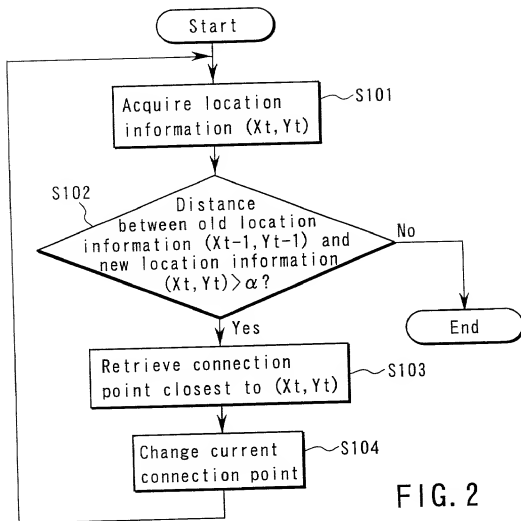 Start
Acquire location
information (Xt,Yt)
S101
S102
Distance
between old location
information (Xt-1,Yt-1) and
new location information
(Xt,Yt)>α?
No
Yes
End
Retrieve connection
point closest to (Xt,Yt)
S103
Change current
connection point
S104
FIG. 2